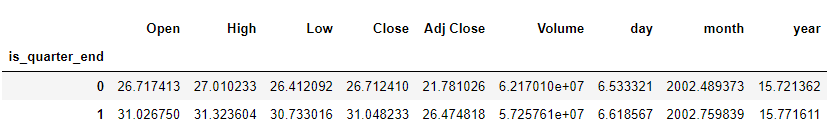 Open High Low Close Adj Close Volume day month year
is_quarter_end
0 26.717413 27.010233 26.412092 26.712410 21.781026 6.217010e+07 6.533321 2002.489373 15.721362
1 31.026750 31.323604 30.733016 31.048233 26.474818 5.725761e+07 6.618567 2002.759839 15.771611